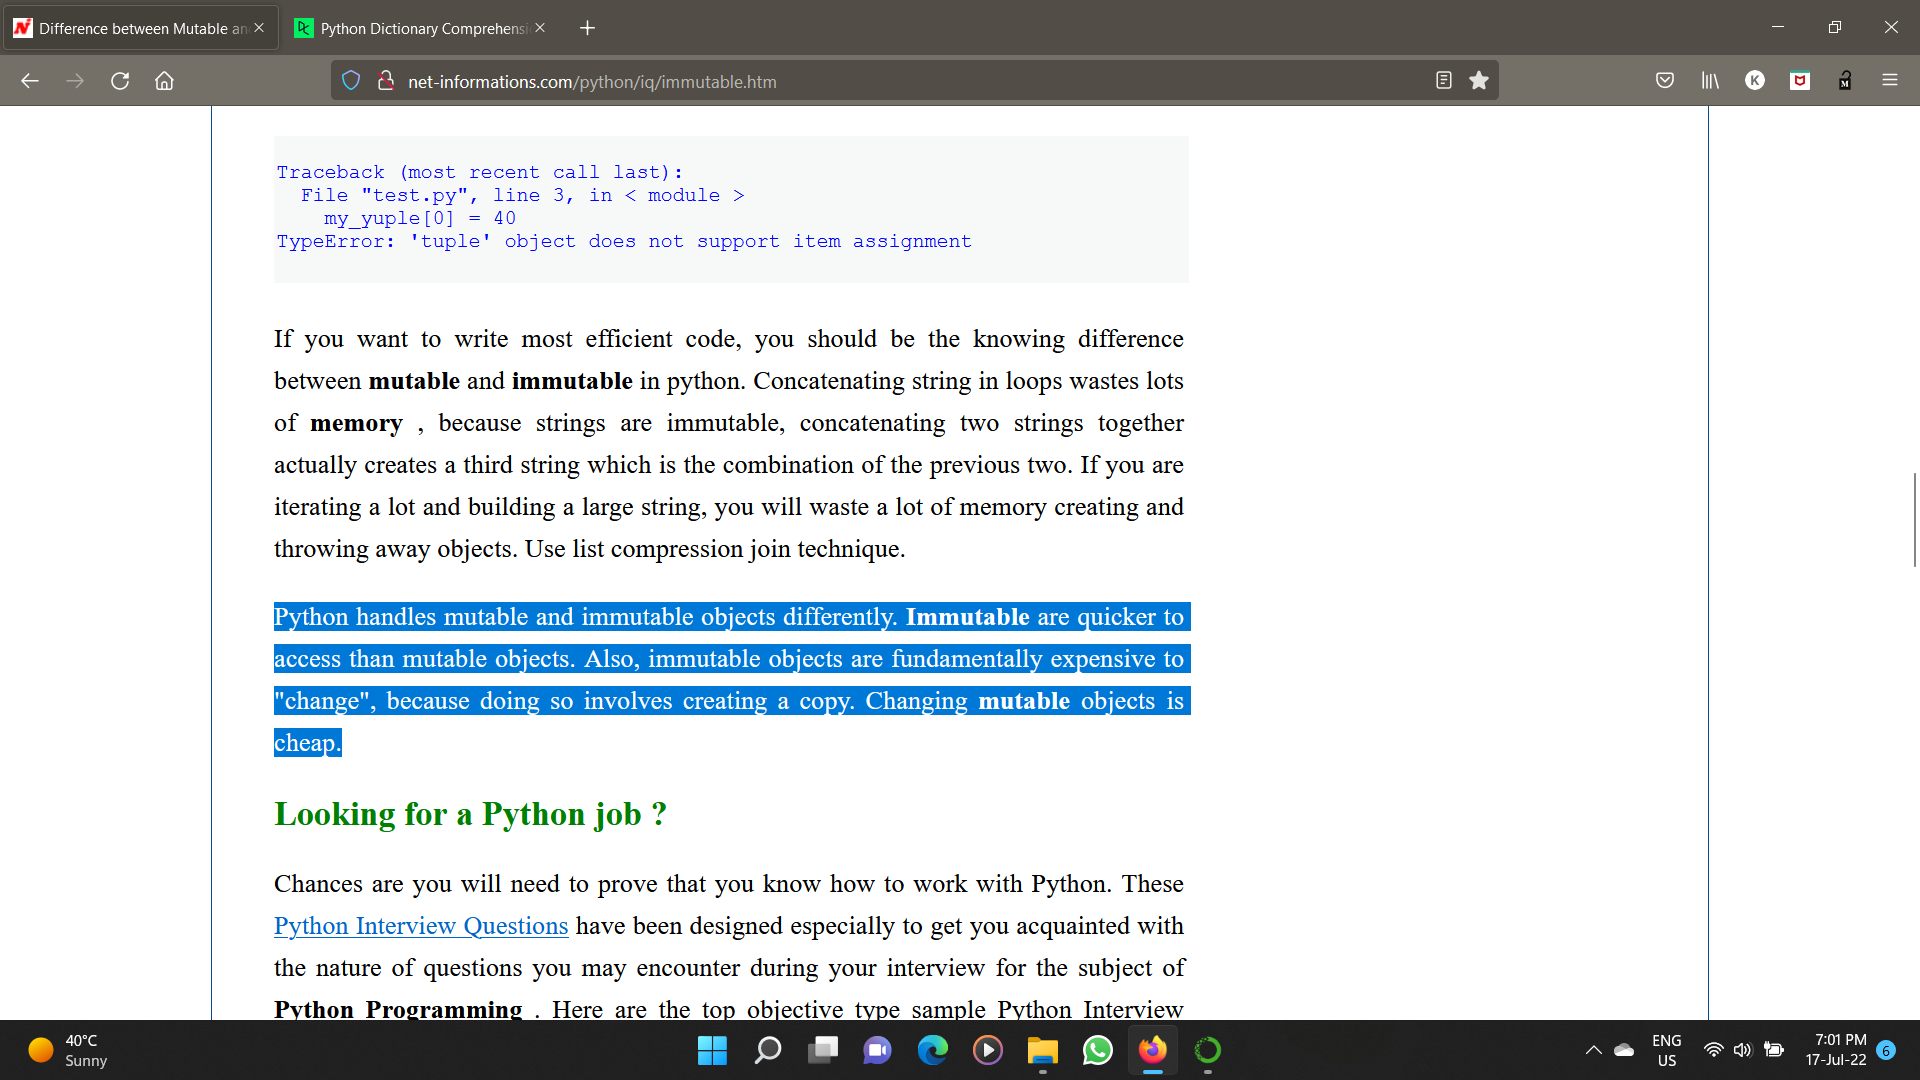 Difference between Mutable an
Python Dictionary Comprehensi
net-informations.com/python/iq/immutable.htm
K
M
Traceback (most recent call last):
File "test.py", line 3, in < module >
my_yuple[0] = 40
TypeError: 'tuple' object does not support item assignment
If you want to write most efficient code, you should be the knowing difference
between mutable and immutable in python. Concatenating string in loops wastes lots
of memory , because strings are immutable, concatenating two strings together
actually creates a third string which is the combination of the previous two. If you are
iterating a lot and building a large string, you will waste a lot of memory creating and
throwing away objects. Use list compression join technique.
Python handles mutable and immutable objects differently. Immutable are quicker to
access than mutable objects. Also, immutable objects are fundamentally expensive to
"change", because doing so involves creating a copy. Changing mutable objects is
cheap.
Looking for a Python job ?
Chances are you will need to prove that you know how to work with Python. These
Python Interview Questions have been designed especially to get you acquainted with
the nature of questions you may encounter during your interview for the subject of
Python Programming . Here are the top objective type sample Python Interview
40°C
Sunny
ENG
US
7:01 PM
17-Jul-22
6